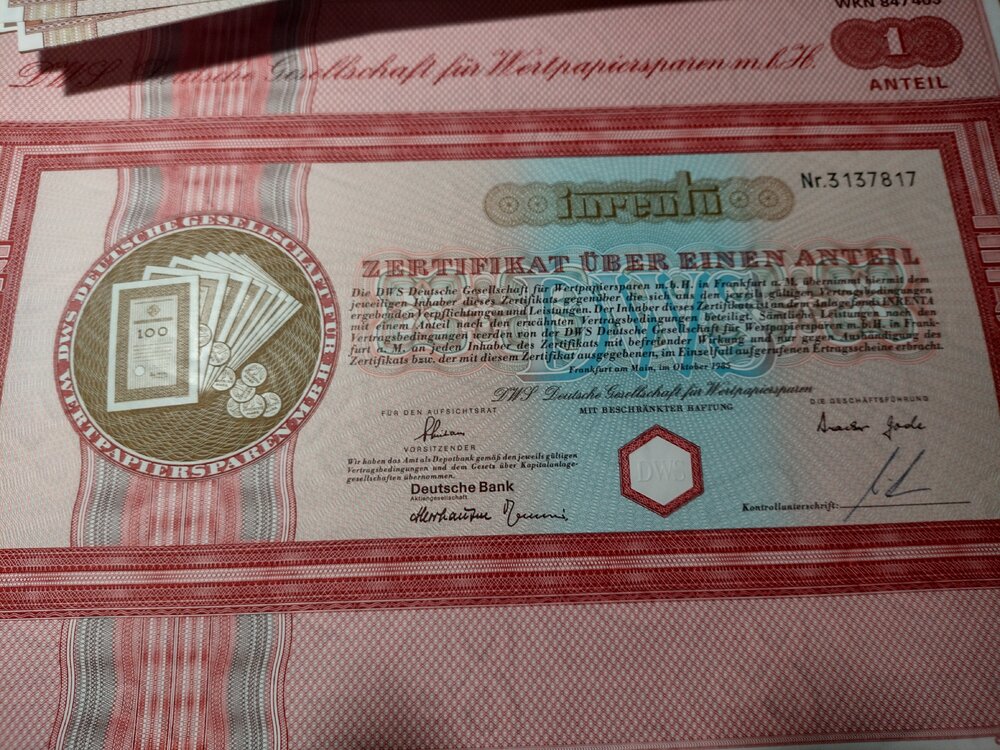 WKN 847403
DWS Deutsche Gesellschaft für Wertpapiersparen m.b.H.
1
ANTEIL
Nr.3137817
inrenta
ZERTIFIKAT ÜBER EINEN ANTEIL
Die DWS Deutsche Gesellschaft für Wertpapiersparen m.b.H. in Frankfurt a. M. übernimmt hiermit dem
jeweiligen Inhaber dieses Zertifikats gegenüber die sich aus den jeweils gültigen Vertragsbedingungen
ergebenden Verpflichtungen und Leistungen. Der Inhaber dieses Zertifikats ist an dem Anlagefonds INRENTA
mit einem Anteil nach den erwähnten Vertragsbedingungen beteiligt. Sämtliche Leistungen nach den
Vertragsbedingungen werden von der DWS Deutsche Gesellschaft für Wertpapiersparen m.b.H. in Frank-
furt a. M. an jeden Inhaber des Zertifikats mit befreiender Wirkung und nur gegen Aushändigung des
Zertifikats bzw. der mit diesem Zertifikat ausgegebenen, im Einzelfall aufgerufenen Ertragsscheine erbracht.
Frankfurt am Main, im Oktober 1985
DWS Deutsche Gesellschaft für Wertpapiersparen
MIT BESCHRÄNKTER HAFTUNG
FÜR DEN AUFSICHTSRAT
DIE GESCHÄFTSFÜHRUNG
VORSITZENDER
Wir haben das Amt als Depotbank gemäß den jeweils gültigen
Vertragsbedingungen und dem Gesetz über Kapitalanlage-
gesellschaften übernommen.
Deutsche Bank
Aktiengesellschaft
DWS
Kontrollunterschrift:
DWS DEUTSCHE GESELLSCHAFT FÜR WERTPAPIERSPAREN MBH
100